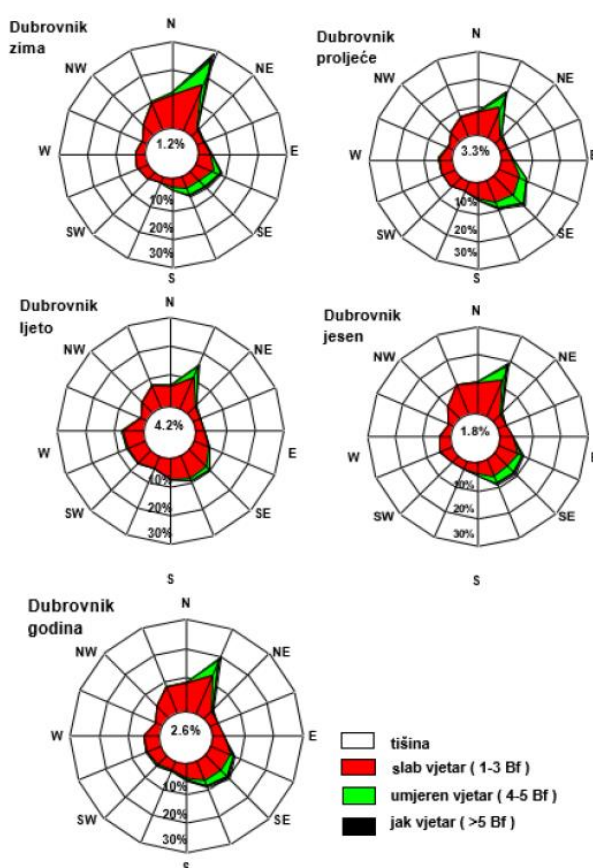 Dubrovnik
zima
N
NW
NE
W
1.2%
E
10%
SW
20%
SE
30%
S
Dubrovnik
proljeće
N
NW
NE
W
3.3%
E
10%
SW
20%
SE
30%
S
Dubrovnik
ljeto
N
NW
NE
4.2%
W
E
10%
SW
20%
SE
30%
S
Dubrovnik
jesen
N
NW
NE
1.8%
W
E
10%
SW
20%
SE
30%
S
Dubrovnik
godina
N
NW
NE
W
2.6%
E
10%
SW
20%
SE
30%
S
tišina
slab vjetar ( 1-3 Bf )
umjeren vjetar ( 4-5 Bf )
jak vjetar ( >5 Bf )